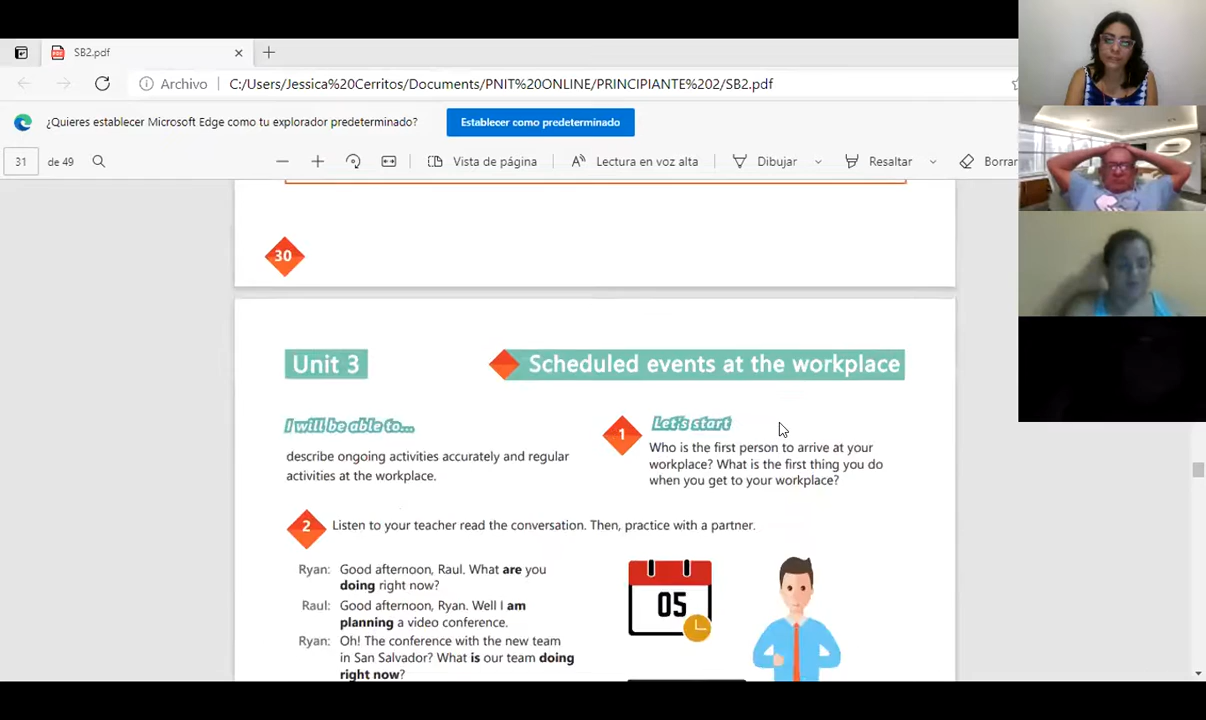 SB2.pdf
Archivo
C:/Users/Jessica%20Cerritos/Documents/PNIT%20ONLINE/PRINCIPIANTE%202/SB2.pdf
¿Quieres establecer Microsoft Edge como tu explorador predeterminado?
Establecer como predeterminado
31 de 49
Vista de página
Lectura en voz alta
Dibujar
Resaltar
Borrar
30
Unit 3
Scheduled events at the workplace
I will be able to...
describe ongoing activities accurately and regular
activities at the workplace.
1
Let's start
Who is the first person to arrive at your
workplace? What is the first thing you do
when you get to your workplace?
2
Listen to your teacher read the conversation. Then, practice with a partner.
Ryan: Good afternoon, Raul. What are you
doing right now?
Raul: Good afternoon, Ryan. Well I am
planning a video conference.
Ryan: Oh! The conference with the new team
in San Salvador? What is our team doing
right now?
05